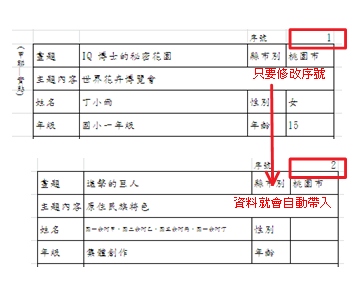 序號 1
畫題 IQ 博士的秘密花園 縣市別 桃園市
只要修改序號
主題內容 世界花卉博覽會
姓名 丁小雨 性別 女
年級 國小一年級 年齡 15
序號 2
畫題 進擊的巨人 縣市別 桃園市
資料就會自動帶入
主題內容 原住民族特色
姓名 性別
年級 集體創作 年齡